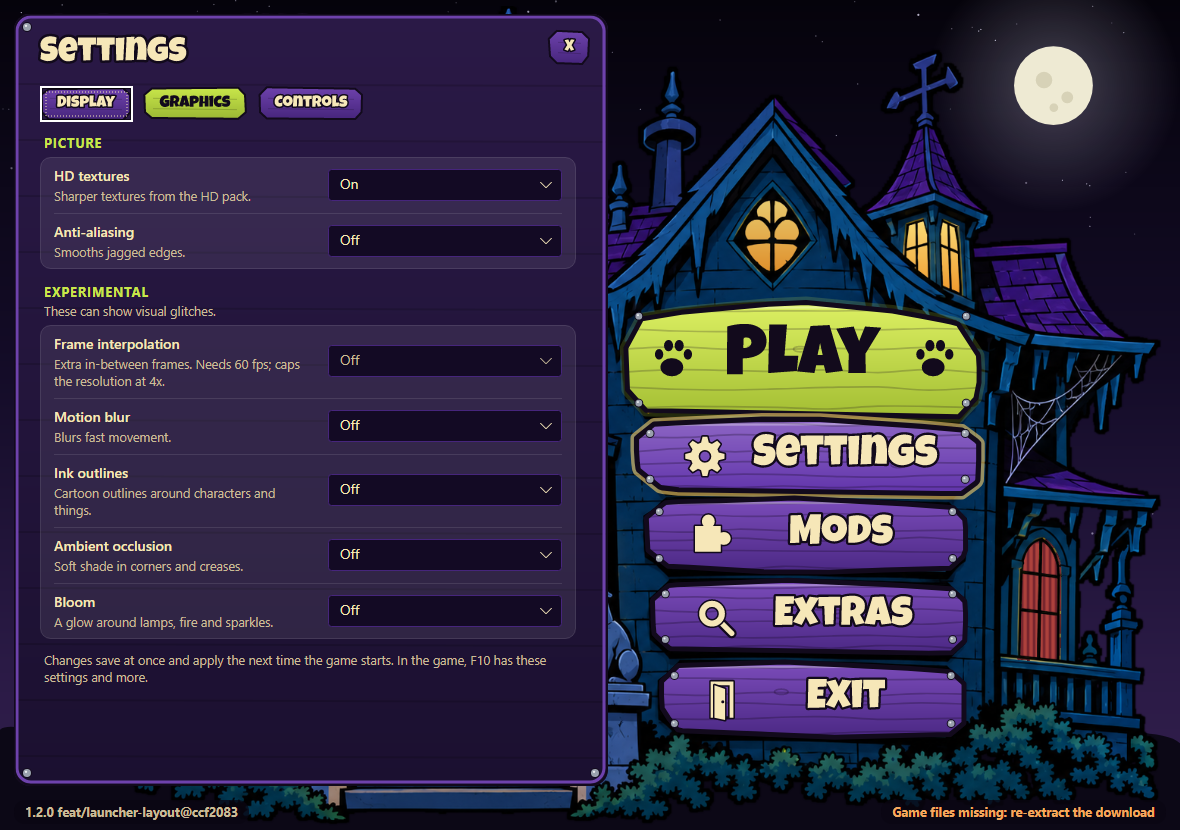 SETTINGS
X
DISPLAY
GRAPHICS
CONTROLS
PICTURE
HD textures
Sharper textures from the HD pack.
On
Anti-aliasing
Smooths jagged edges.
Off
EXPERIMENTAL
These can show visual glitches.
Frame interpolation
Extra in-between frames. Needs 60 fps; caps
the resolution at 4x.
Off
Motion blur
Blurs fast movement.
Off
Ink outlines
Cartoon outlines around characters and
things.
Off
Ambient occlusion
Soft shade in corners and creases.
Off
Bloom
A glow around lamps, fire and sparkles.
Off
Changes save at once and apply the next time the game starts. In the game, F10 has these
settings and more.
PLAY
SETTINGS
MODS
EXTRAS
EXIT
1.2.0 feat/launcher-layout@ccf2083
Game files missing: re-extract the download